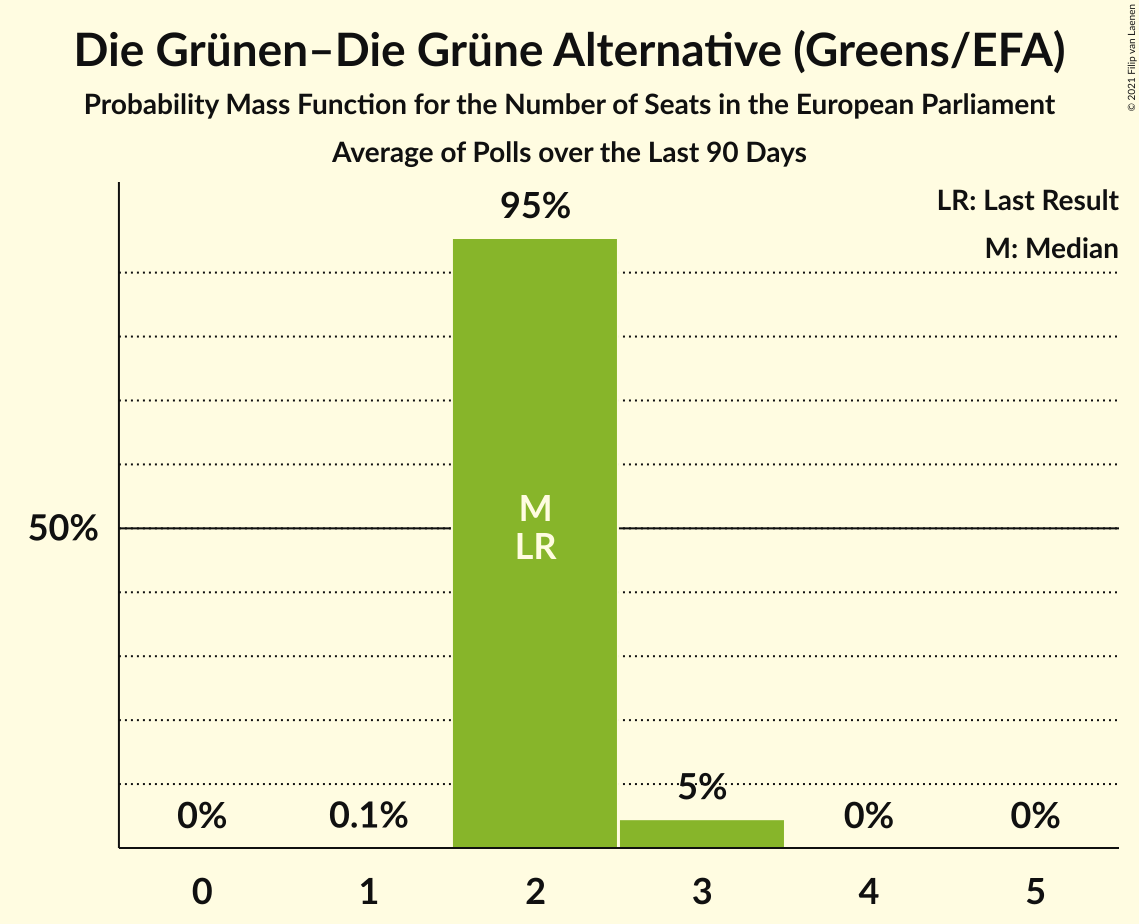 Die Grünen–Die Grüne Alternative (Greens/EFA)
Probability Mass Function for the Number of Seats in the European Parliament
Average of Polls over the Last 90 Days
© 2021 Filip van Laenen
LR: Last Result
M: Median
95%
50%
M
LR
0%
0.1%
5%
0%
0%
0
1
2
3
4
5